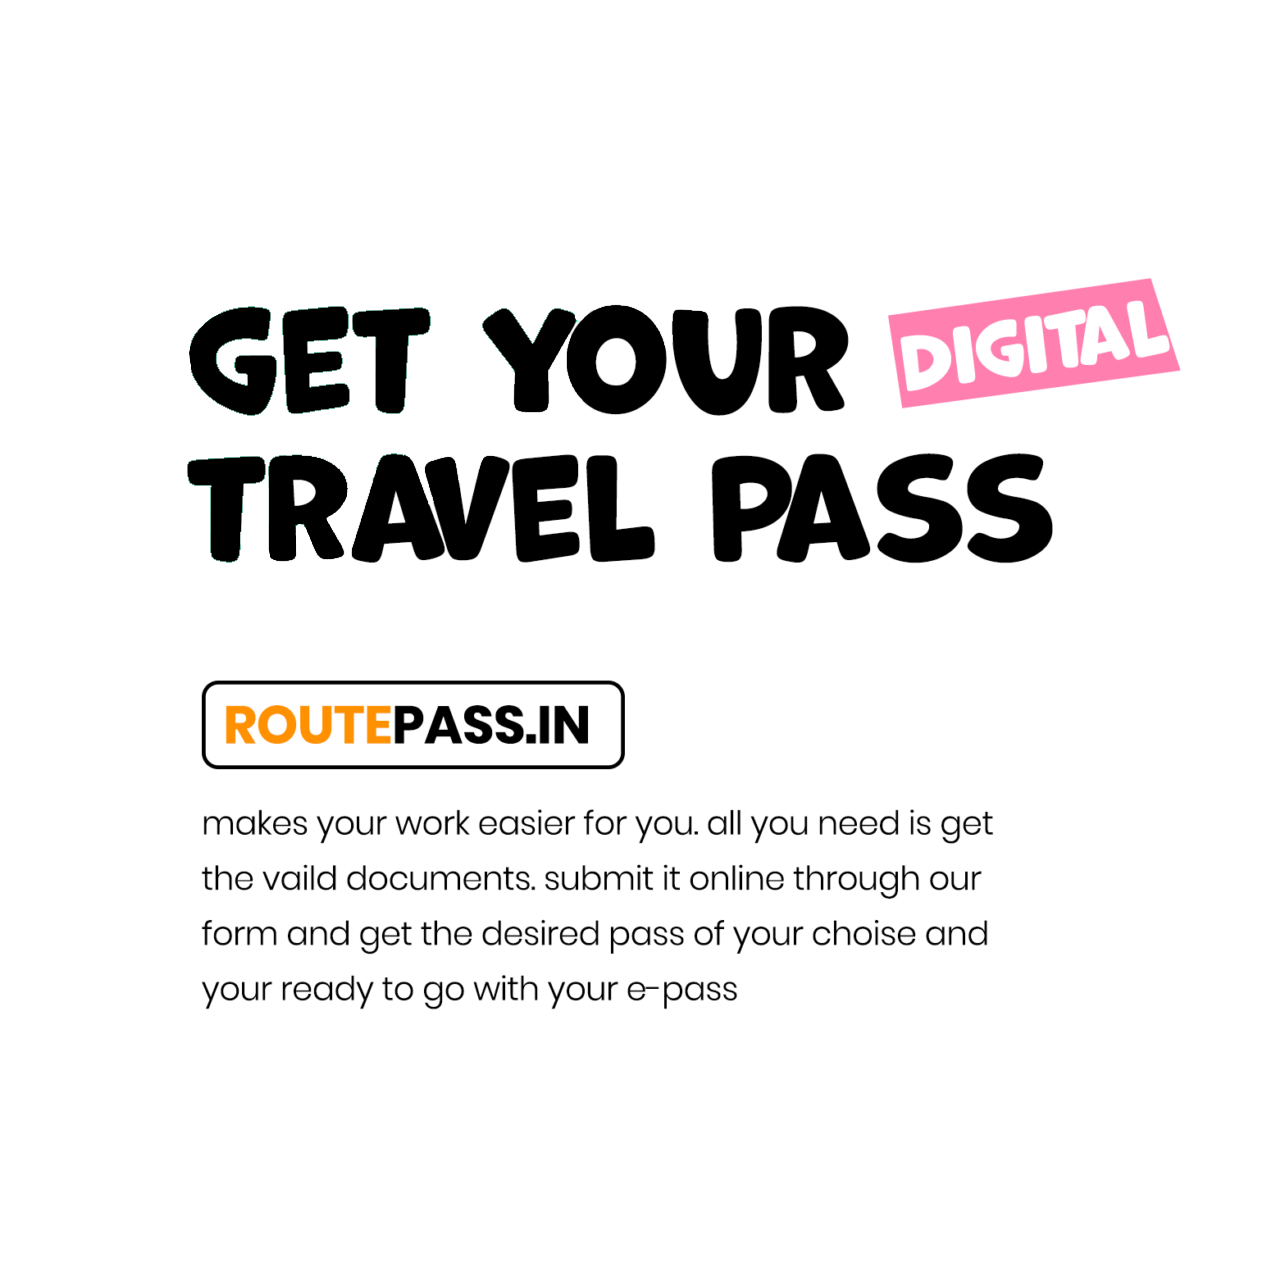 GET YOUR DIGITAL
TRAVEL PASS
ROUTEPASS.IN
makes your work easier for you. all you need is get
the vaild documents. submit it online through our
form and get the desired pass of your choise and
your ready to go with your e-pass